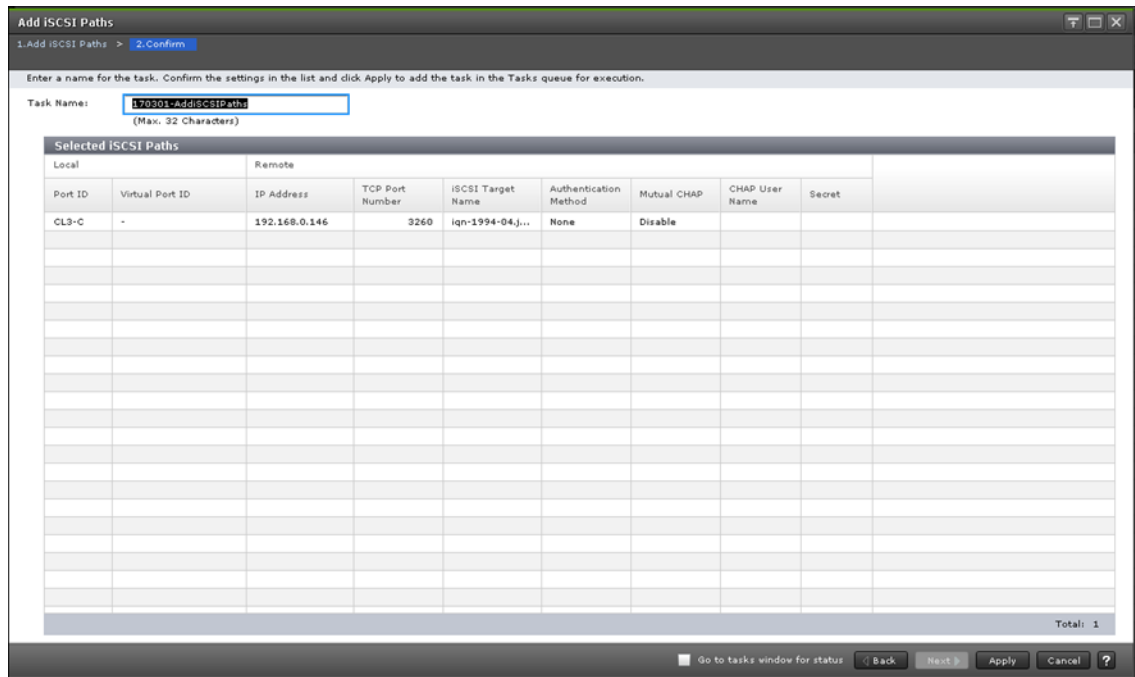 Add iSCSI Paths
1.Add iSCSI Paths > 2.Confirm
Enter a name for the task. Confirm the settings in the list and click Apply to add the task in the Tasks queue for execution.
Task Name: 170301-AddiSCSIPaths
(Max. 32 Characters)
Selected iSCSI Paths
Local Remote
Port ID Virtual Port ID IP Address TCP Port Number iSCSI Target Name Authentication Method Mutual CHAP CHAP User Name Secret
CL3-C - 192.168.0.146 3260 iqn-1994-04.j... None Disable
Total: 1
Go to tasks window for status Back Next Apply Cancel ?